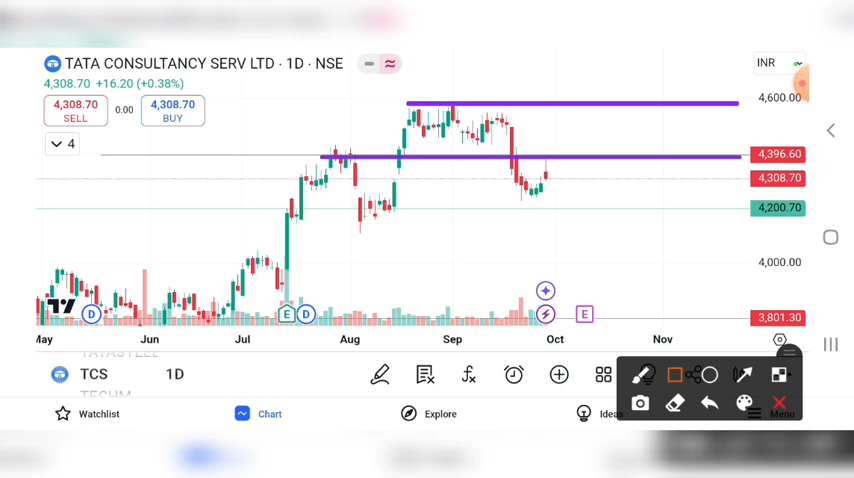 TATA CONSULTANCY SERV LTD · 1D · NSE
INR
4,308.70 +16.20 (+0.38%)
4,308.70
SELL
0.00
4,308.70
BUY
4
4,600.00
4,396.60
4,308.70
4,200.70
4,000.00
3,801.30
D
E
D
E
May Jun Jul Aug Sep Oct Nov
TCS 1D
TECHM
Watchlist
Chart
Explore
Ideas
Menu